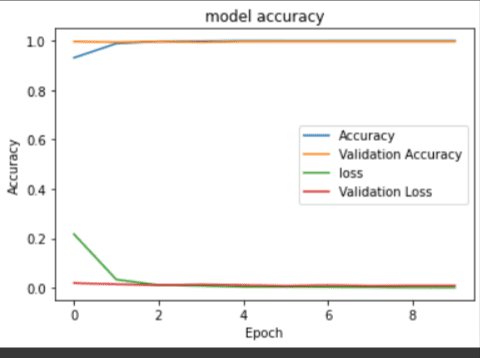 model accuracy
1.0
0.8
0.6
0.4
0.2
0.0
Accuracy
Accuracy
Validation Accuracy
loss
Validation Loss
0 2 4 6 8
Epoch